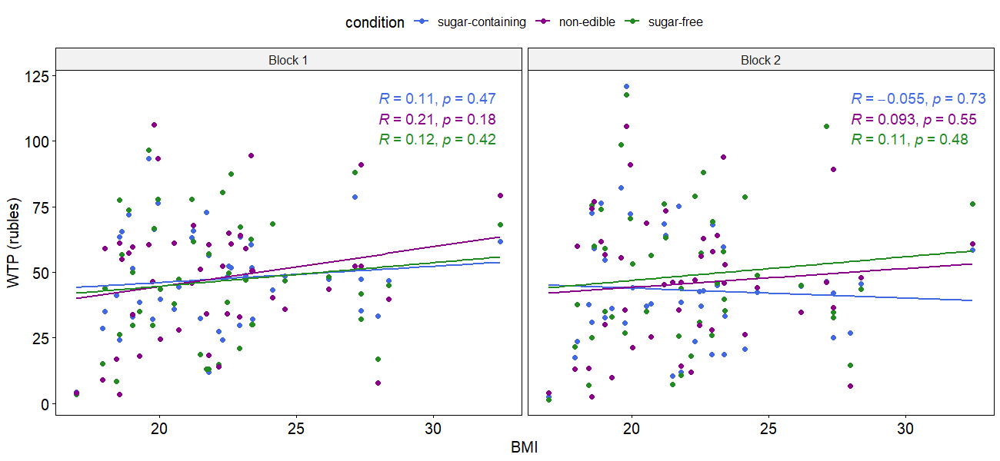 condition sugar-containing non-edible sugar-free
Block 1
Block 2
125
100
75
50
25
0
WTP (rubles)
R = 0.11, p = 0.47
R = 0.21, p = 0.18
R = 0.12, p = 0.42
R = −0.055, p = 0.73
R = 0.093, p = 0.55
R = 0.11, p = 0.48
20 25 30
20 25 30
BMI